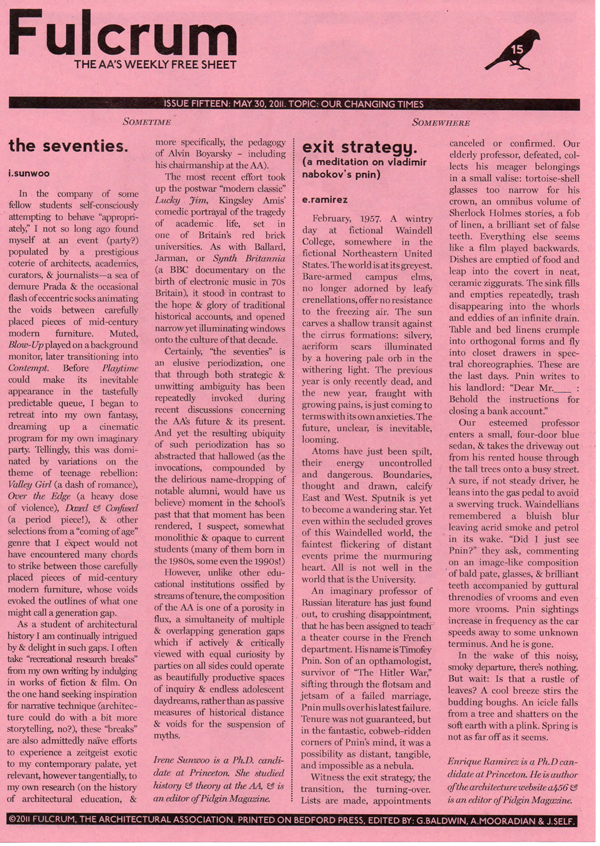 Fulcrum
THE AA'S WEEKLY FREE SHEET
15
ISSUE FIFTEEN: MAY 30, 2011. TOPIC: OUR CHANGING TIMES
SOMETIME
the seventies.
i.sunwoo
In the company of some
fellow students self-consciously
attempting to behave "appropri-
ately," I not so long ago found
myself at an event (party?)
populated by a prestigious
coterie of architects, academics,
curators, & journalists—a sea of
demure Prada & the occasional
flash of eccentric socks animating
the voids between carefully
placed pieces of mid-century
modern furniture. Muted,
Blow-Up played on a background
monitor, later transitioning into
Contempt. Before Playtime
could make its inevitable
appearance in the tastefully
predictable queue, I began to
retreat into my own fantasy,
dreaming up a cinematic
program for my own imaginary
party. Tellingly, this was domi-
nated by variations on the
theme of teenage rebellion:
Valley Girl (a dash of romance),
Over the Edge (a heavy dose
of violence), Dazed & Confused
(a period piece!), & other
selections from a "coming of age"
genre that I expect would not
have encountered many chords
to strike between those carefully
placed pieces of mid-century
modern furniture, whose voids
evoked the outlines of what one
might call a generation gap.
As a student of architectural
history I am continually intrigued
by & delight in such gaps. I often
take "recreational research breaks"
from my own writing by indulging
in works of fiction & film. On
the one hand seeking inspiration
for narrative technique (architec-
ture could do with a bit more
storytelling, no?), these "breaks"
are also admittedly naïve efforts
to experience a zeitgeist exotic
to my contemporary palate, yet
relevant, however tangentially, to
my own research (on the history
of architectural education, &
more specifically, the pedagogy
of Alvin Boyarsky – including
his chairmanship at the AA).
The most recent effort took
up the postwar "modern classic"
Lucky Jim, Kingsley Amis'
comedic portrayal of the tragedy
of academic life, set in
one of Britain's red brick
universities. As with Ballard,
Jarman, or Synth Britannia
(a BBC documentary on the
birth of electronic music in 70s
Britain), it stood in contrast to
the hope & glory of traditional
historical accounts, and opened
narrow yet illuminating windows
onto the culture of that decade.
Certainly, "the seventies" is
an elusive periodization, one
that through both strategic &
unwitting ambiguity has been
repeatedly invoked during
recent discussions concerning
the AA's future & its present.
And yet the resulting ubiquity
of such periodization has so
abstracted that hallowed (as the
invocations, compounded by
the delirious name-dropping of
notable alumni, would have us
believe) moment in the school's
past that that moment has been
rendered, I suspect, somewhat
monolithic & opaque to current
students (many of them born in
the 1980s, some even the 1990s!)
However, unlike other edu-
cational institutions ossified by
streams of tenure, the composition
of the AA is one of a porosity in
flux, a simultaneity of multiple
& overlapping generation gaps
which if actively & critically
viewed with equal curiosity by
parties on all sides could operate
as beautifully productive spaces
of inquiry & endless adolescent
daydreams, rather than as passive
measures of historical distance
& voids for the suspension of
myths.
Irene Sunwoo is a Ph.D. candi-
date at Princeton. She studied
history & theory at the AA, & is
an editor of Pidgin Magazine.
SOMEWHERE
exit strategy.
(a meditation on vladimir
nabokov's pnin)
e.ramirez
February, 1957. A wintry
day at fictional Waindell
College, somewhere in the
fictional Northeastern United
States. The world is at its greyest.
Bare-armed campus elms,
no longer adorned by leafy
crenellations, offer no resistance
to the freezing air. The sun
carves a shallow transit against
the cirrus formations: silvery,
aeriform scars illuminated
by a hovering pale orb in the
withering light. The previous
year is only recently dead, and
the new year, fraught with
growing pains, is just coming to
terms with its own anxieties. The
future, unclear, is inevitable,
looming.
Atoms have just been split,
their energy uncontrolled
and dangerous. Boundaries,
thought and drawn, calcify
East and West. Sputnik is yet
to become a wandering star. Yet
even within the secluded groves
of this Waindelled world, the
faintest flickering of distant
events prime the murmuring
heart. All is not well in the
world that is the University.
An imaginary professor of
Russian literature has just found
out, to crushing disappointment,
that he has been assigned to teach
a theater course in the French
department. His name is Timofey
Pnin. Son of an opthamologist,
survivor of "The Hitler War,"
sifting through the flotsam and
jetsam of a failed marriage,
Pnin mulls over his latest failure.
Tenure was not guaranteed, but
in the fantastic, cobweb-ridden
corners of Pnin's mind, it was a
possibility as distant, tangible,
and impossible as a nebula.
Witness the exit strategy, the
transition, the turning-over.
Lists are made, appointments
canceled or confirmed. Our
elderly professor, defeated, col-
lects his meager belongings
in a small valise: tortoise-shell
glasses too narrow for his
crown, an omnibus volume of
Sherlock Holmes stories, a fob
of linen, a brilliant set of false
teeth. Everything else seems
like a film played backwards.
Dishes are emptied of food and
leap into the covert in neat,
ceramic ziggurats. The sink fills
and empties repeatedly, trash
disappearing into the whorls
and eddies of an infinite drain.
Table and bed linens crumple
into orthogonal forms and fly
into closet drawers in spec-
tral choreographies. These are
the last days. Pnin writes to
his landlord: "Dear Mr. ___ :
Behold the instructions for
closing a bank account."
Our esteemed professor
enters a small, four-door blue
sedan, & takes the driveway out
from his rented house through
the tall trees onto a busy street.
A sure, if not steady driver, he
leans into the gas pedal to avoid
a swerving truck. Waindellians
remembered a bluish blur
leaving acrid smoke and petrol
in its wake. "Did I just see
Pnin?" they ask, commenting
on an image-like composition
of bald pate, glasses, & brilliant
teeth accompanied by guttural
threnodies of vrooms and even
more vrooms. Pnin sightings
increase in frequency as the car
speeds away to some unknown
terminus. And he is gone.
In the wake of this noisy,
smoky departure, there's nothing.
But wait: Is that a rustle of
leaves? A cool breeze stirs the
budding boughs. An icicle falls
from a tree and shatters on the
soft earth with a plink. Spring is
not as far off as it seems.
Enrique Ramirez is a Ph.D can-
didate at Princeton. He is author
of the architecture website a456 &
is an editor of Pidgin Magazine.
©2011 FULCRUM, THE ARCHITECTURAL ASSOCIATION. PRINTED ON BEDFORD PRESS, EDITED BY: G.BALDWIN, A.MOORADIAN & J.SELF.